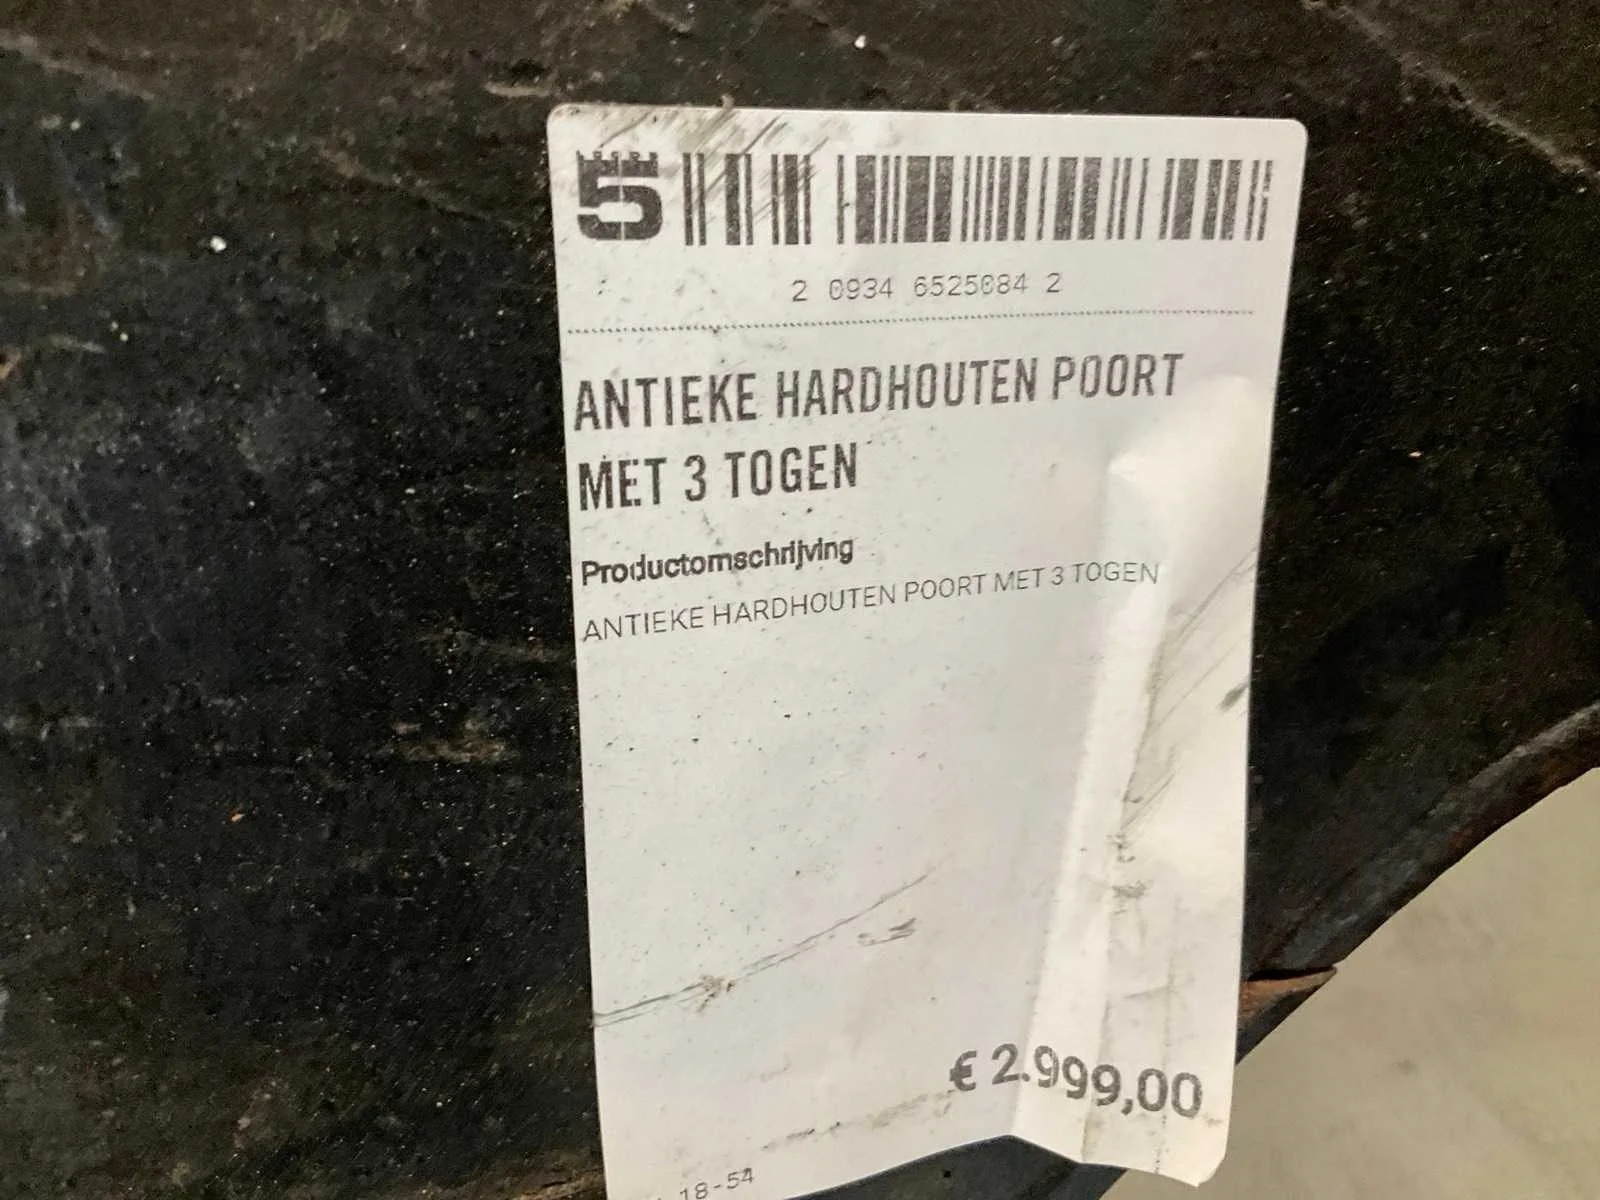 5
2 0934 6525084 2
ANTIEKE HARDHOUTEN POORT
MET 3 TOGEN
Productomschrijving
ANTIEKE HARDHOUTEN POORT MET 3 TOGEN
€ 2.999,00
18-54